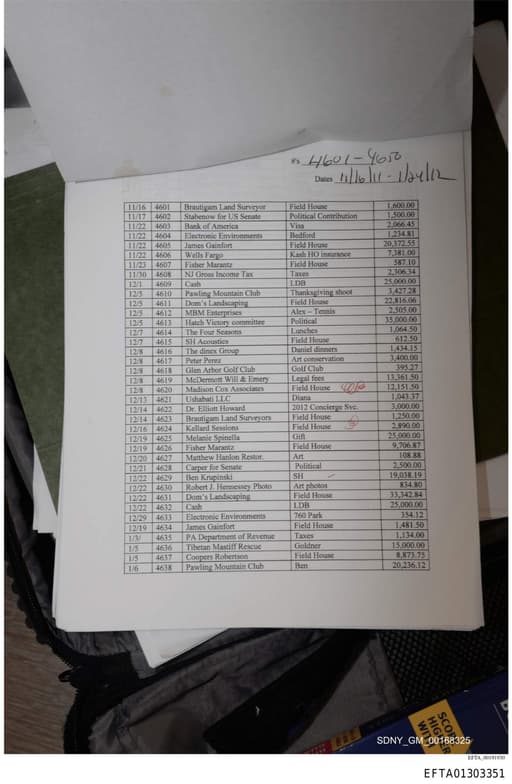 #s 4601 – 4650
Dates 11/16/11 – 1/24/12
11/16 4601 Brautigam Land Surveyor Field House 1,600.00
11/17 4602 Stabenow for US Senate Political Contribution 1,500.00
11/22 4603 Bank of America Visa 2,066.45
11/22 4604 Electronic Environments Bedford 1,234.81
11/22 4605 James Gainfort Field House 20,372.55
11/22 4606 Wells Fargo Kash HO insurance 7,381.00
11/23 4607 Fisher Marantz Field House 587.10
11/30 4608 NJ Gross Income Tax Taxes 2,306.34
12/1 4609 Cash LDB 25,000.00
12/5 4610 Pawling Mountain Club Thanksgiving shoot 3,427.28
12/5 4611 Dom's Landscaping Field House 22,816.06
12/5 4612 MBM Enterprises Alex – Tennis 2,505.00
12/5 4613 Hatch Victory committee Political 35,000.00
12/7 4614 The Four Seasons Lunches 1,064.50
12/7 4615 SH Acoustics Field House 612.50
12/8 4616 The dinex Group Daniel dinners 1,434.15
12/8 4617 Peter Perez Art conservation 3,400.00
12/8 4618 Glen Arbor Golf Club Golf Club 395.27
12/8 4619 McDermott Will & Emery Legal fees 13,361.50
12/8 4620 Madison Cox Associates Field House 12,151.50
12/13 4621 Ushabati LLC Diana 1,043.37
12/14 4622 Dr. Elliott Howard 2012 Concierge Svc. 3,000.00
12/14 4623 Brautigam Land Surveyors Field House 1,250.00
12/16 4624 Kellard Sessions Field House 2,890.00
12/19 4625 Melanie Spinella Gift 25,000.00
12/19 4626 Fisher Marantz Field House 9,706.87
12/20 4627 Matthew Hanlon Restor. Art 108.88
12/21 4628 Carper for Senate Political 2,500.00
12/22 4629 Ben Krupinski SH 19,038.19
12/22 4630 Robert J. Hennessey Photo Art photos 834.80
12/22 4631 Dom's Landscaping Field House 33,342.84
12/22 4632 Cash LDB 25,000.00
12/29 4633 Electronic Environments 760 Park 354.12
12/19 4634 James Gainfort Field House 1,481.50
1/3/ 4635 PA Department of Revenue Taxes 1,134.00
1/5 4636 Tibetan Mastiff Rescue Goldner 15,000.00
1/5 4637 Coopers Robertson Field House 8,873.75
1/6 4638 Pawling Mountain Club Ben 20,236.12
SDNY_GM_00168325
EFTA01303351